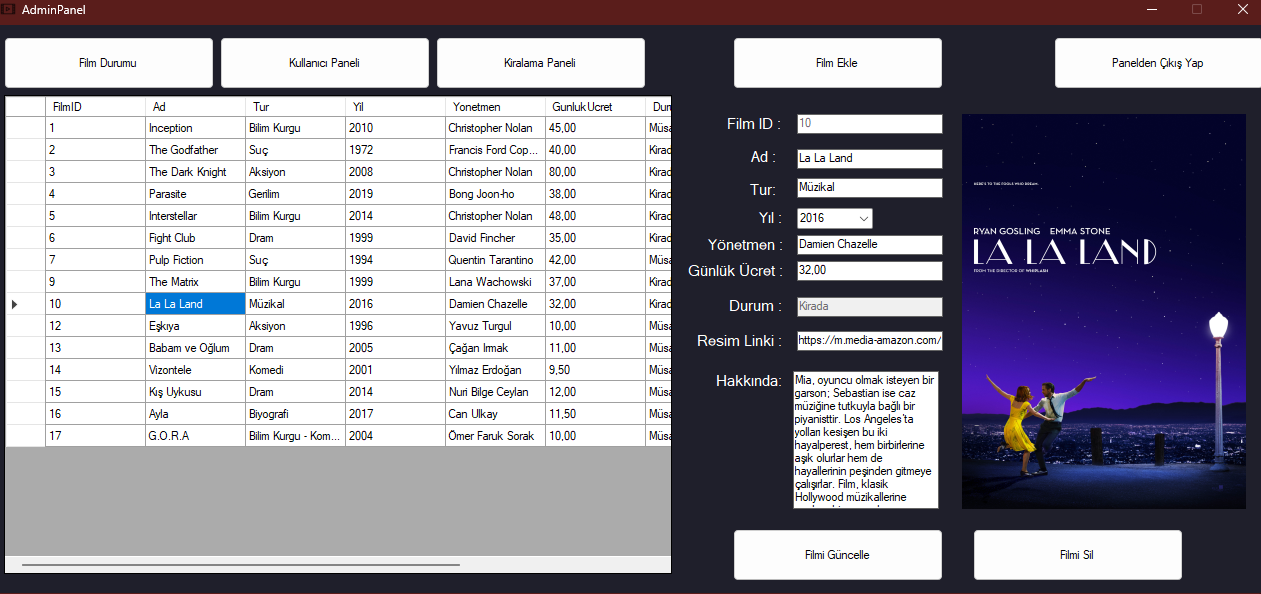 AdminPanel
Film Durumu
Kullanıcı Paneli
Kiralama Paneli
Film Ekle
Panelden Çıkış Yap
FilmID Ad Tur Yil Yonetmen GunlukUcret Dur
1 Inception Bilim Kurgu 2010 Christopher Nolan 45,00 Müsa
2 The Godfather Suç 1972 Francis Ford Cop... 40,00 Kirad
3 The Dark Knight Aksiyon 2008 Christopher Nolan 80,00 Kirad
4 Parasite Gerilim 2019 Bong Joon-ho 38,00 Kirad
5 Interstellar Bilim Kurgu 2014 Christopher Nolan 48,00 Kirad
6 Fight Club Dram 1999 David Fincher 35,00 Kirad
7 Pulp Fiction Suç 1994 Quentin Tarantino 42,00 Kirad
9 The Matrix Bilim Kurgu 1999 Lana Wachowski 37,00 Kirad
10 La La Land Müzikal 2016 Damien Chazelle 32,00 Kirad
12 Eşkıya Aksiyon 1996 Yavuz Turgul 10,00 Müsa
13 Babam ve Oğlum Dram 2005 Çağan Irmak 11,00 Müsa
14 Vizontele Komedi 2001 Yılmaz Erdoğan 9,50 Müsa
15 Kış Uykusu Dram 2014 Nuri Bilge Ceylan 12,00 Müsa
16 Ayla Biyografi 2017 Can Ulkay 11,50 Müsa
17 G.O.R.A Bilim Kurgu - Kom... 2004 Ömer Faruk Sorak 10,00 Müsa
Film ID : 10
Ad : La La Land
Tur: Müzikal
Yıl : 2016
Yönetmen : Damien Chazelle
Günlük Ücret : 32,00
Durum : Kirada
Resim Linki : https://m.media-amazon.com/
Hakkında: Mia, oyuncu olmak isteyen bir
garson; Sebastian ise caz
müziğine tutkuyla bağlı bir
piyanisttir. Los Angeles'ta
yolları kesişen bu iki
hayalperest, hem birbirlerine
aşık olurlar hem de
hayallerinin peşinden gitmeye
çalışırlar. Film, klasik
Hollywood müzikallerine
HERE'S TO THE FOOLS WHO DREAM.
RYAN GOSLING EMMA STONE
LA LA LAND
FROM THE DIRECTOR OF WHIPLASH
Filmi Güncelle
Filmi Sil